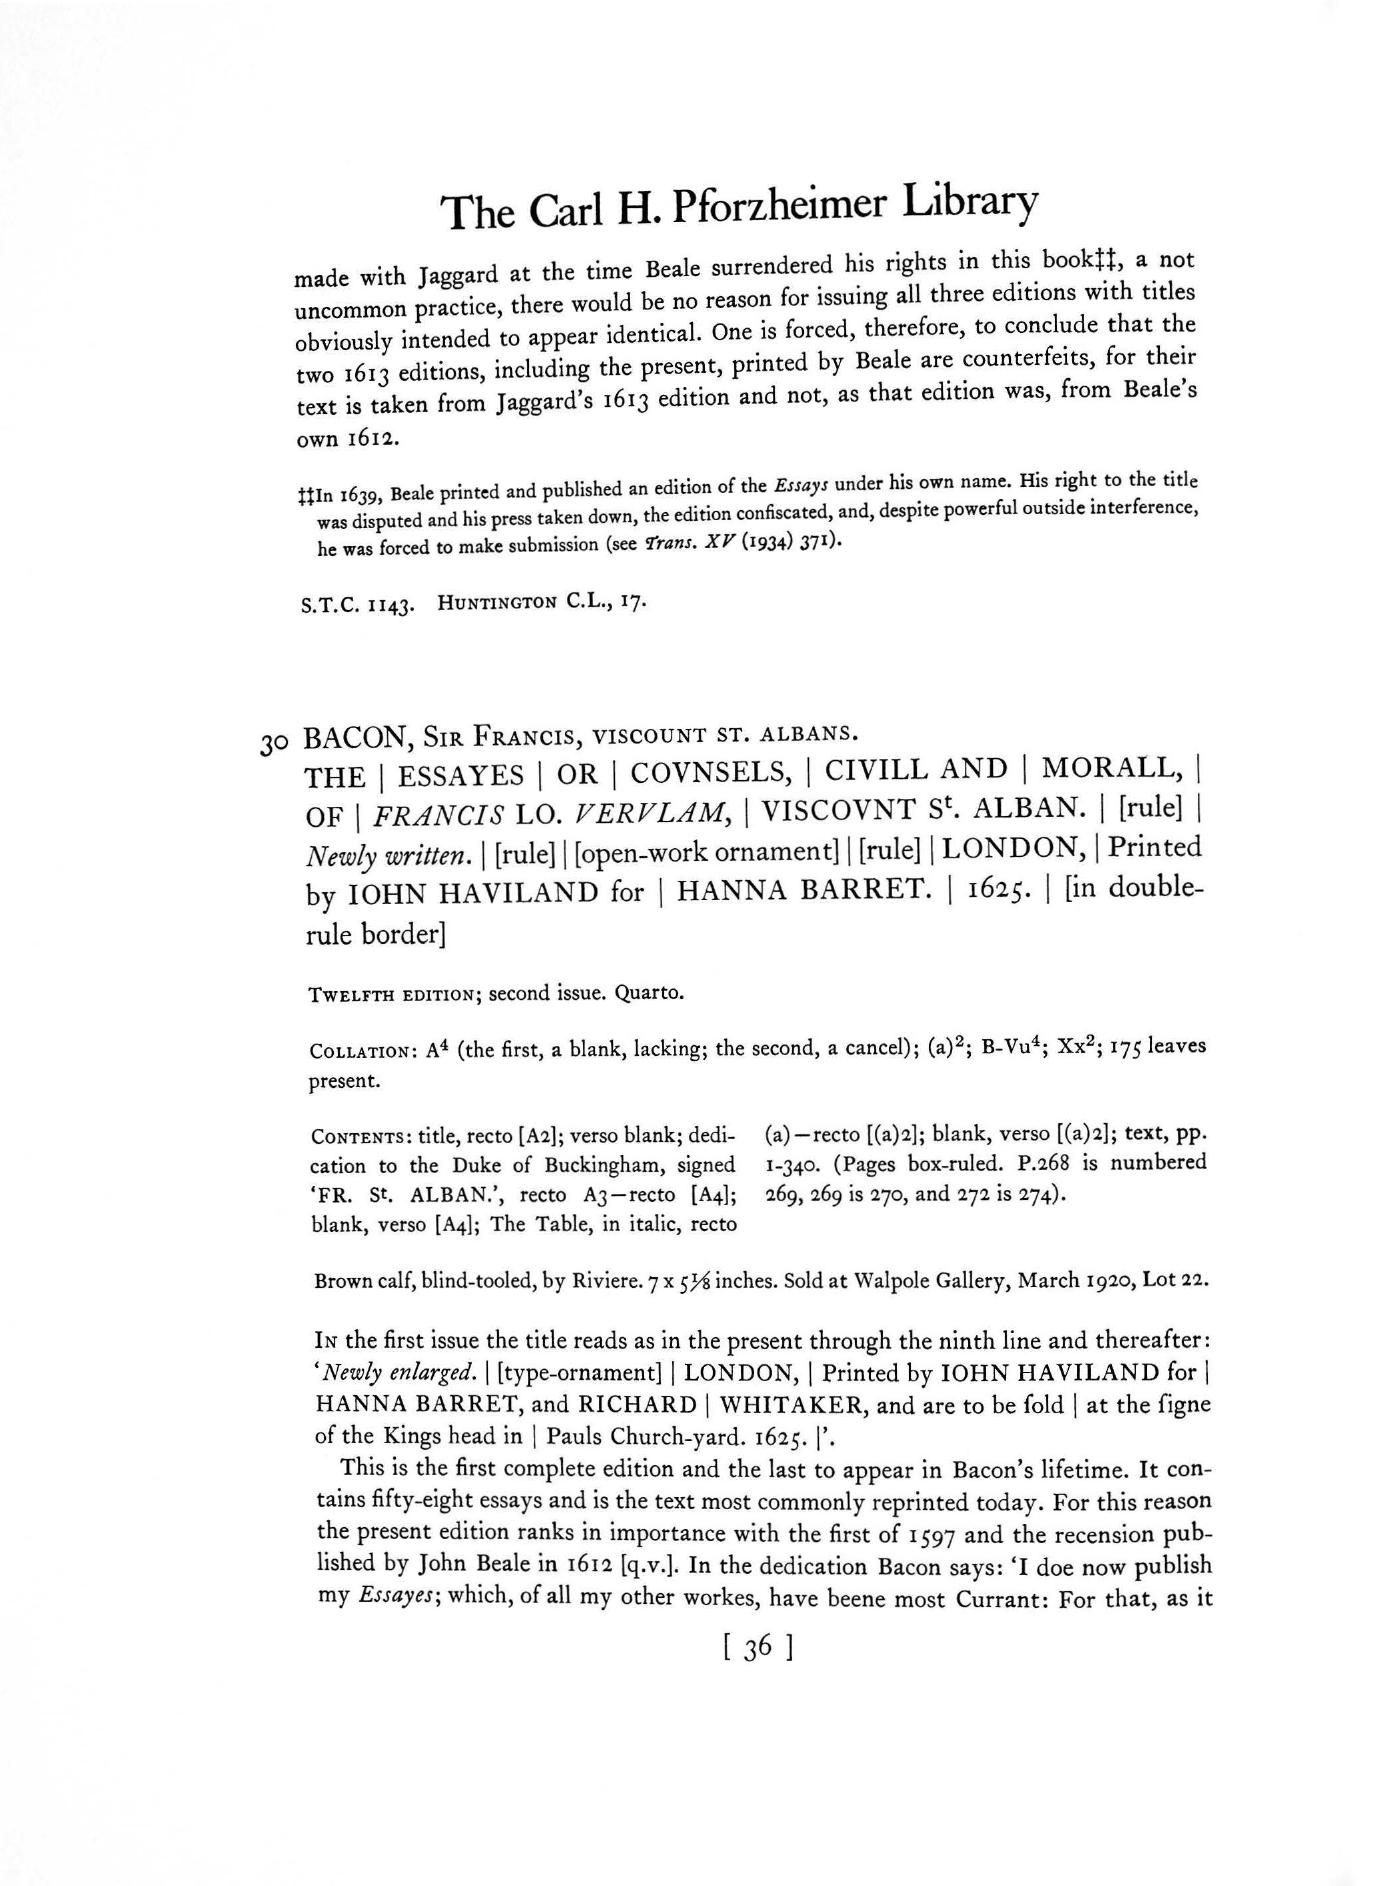 The Carl H. Pforzheimer Library
made with Jaggard at the time Beale surrendered his rights in this book‡‡, a not
uncommon practice, there would be no reason for issuing all three editions with titles
obviously intended to appear identical. One is forced, therefore, to conclude that the
two 1613 editions, including the present, printed by Beale are counterfeits, for their
text is taken from Jaggard's 1613 edition and not, as that edition was, from Beale's
own 1612.
‡‡In 1639, Beale printed and published an edition of the Essays under his own name. His right to the title
was disputed and his press taken down, the edition confiscated, and, despite powerful outside interference,
he was forced to make submission (see Trans. XV (1934) 371).
S.T.C. 1143. HUNTINGTON C.L., 17.
30 BACON, SIR FRANCIS, VISCOUNT ST. ALBANS.
THE | ESSAYES | OR | COVNSELS, | CIVILL AND | MORALL, |
OF | FRANCIS LO. VERVLAM, | VISCOVNT Sᵗ. ALBAN. | [rule] |
Newly written. | [rule] | [open-work ornament] | [rule] | LONDON, | Printed
by IOHN HAVILAND for | HANNA BARRET. | 1625. | [in double-
rule border]
TWELFTH EDITION; second issue. Quarto.
COLLATION: A⁴ (the first, a blank, lacking; the second, a cancel); (a)²; B-Vu⁴; Xx²; 175 leaves
present.
CONTENTS: title, recto [A2]; verso blank; dedi-
cation to the Duke of Buckingham, signed
'FR. Sᵗ. ALBAN.', recto A3—recto [A4];
blank, verso [A4]; The Table, in italic, recto
(a)—recto [(a)2]; blank, verso [(a)2]; text, pp.
1-340. (Pages box-ruled. P.268 is numbered
269, 269 is 270, and 272 is 274).
Brown calf, blind-tooled, by Riviere. 7 x 5⅛ inches. Sold at Walpole Gallery, March 1920, Lot 22.
IN the first issue the title reads as in the present through the ninth line and thereafter:
'Newly enlarged. | [type-ornament] | LONDON, | Printed by IOHN HAVILAND for |
HANNA BARRET, and RICHARD | WHITAKER, and are to be ſold | at the ſigne
of the Kings head in | Pauls Church-yard. 1625. |'.
This is the first complete edition and the last to appear in Bacon's lifetime. It con-
tains fifty-eight essays and is the text most commonly reprinted today. For this reason
the present edition ranks in importance with the first of 1597 and the recension pub-
lished by John Beale in 1612 [q.v.]. In the dedication Bacon says: 'I doe now publish
my Essayes; which, of all my other workes, have beene most Currant: For that, as it
[ 36 ]